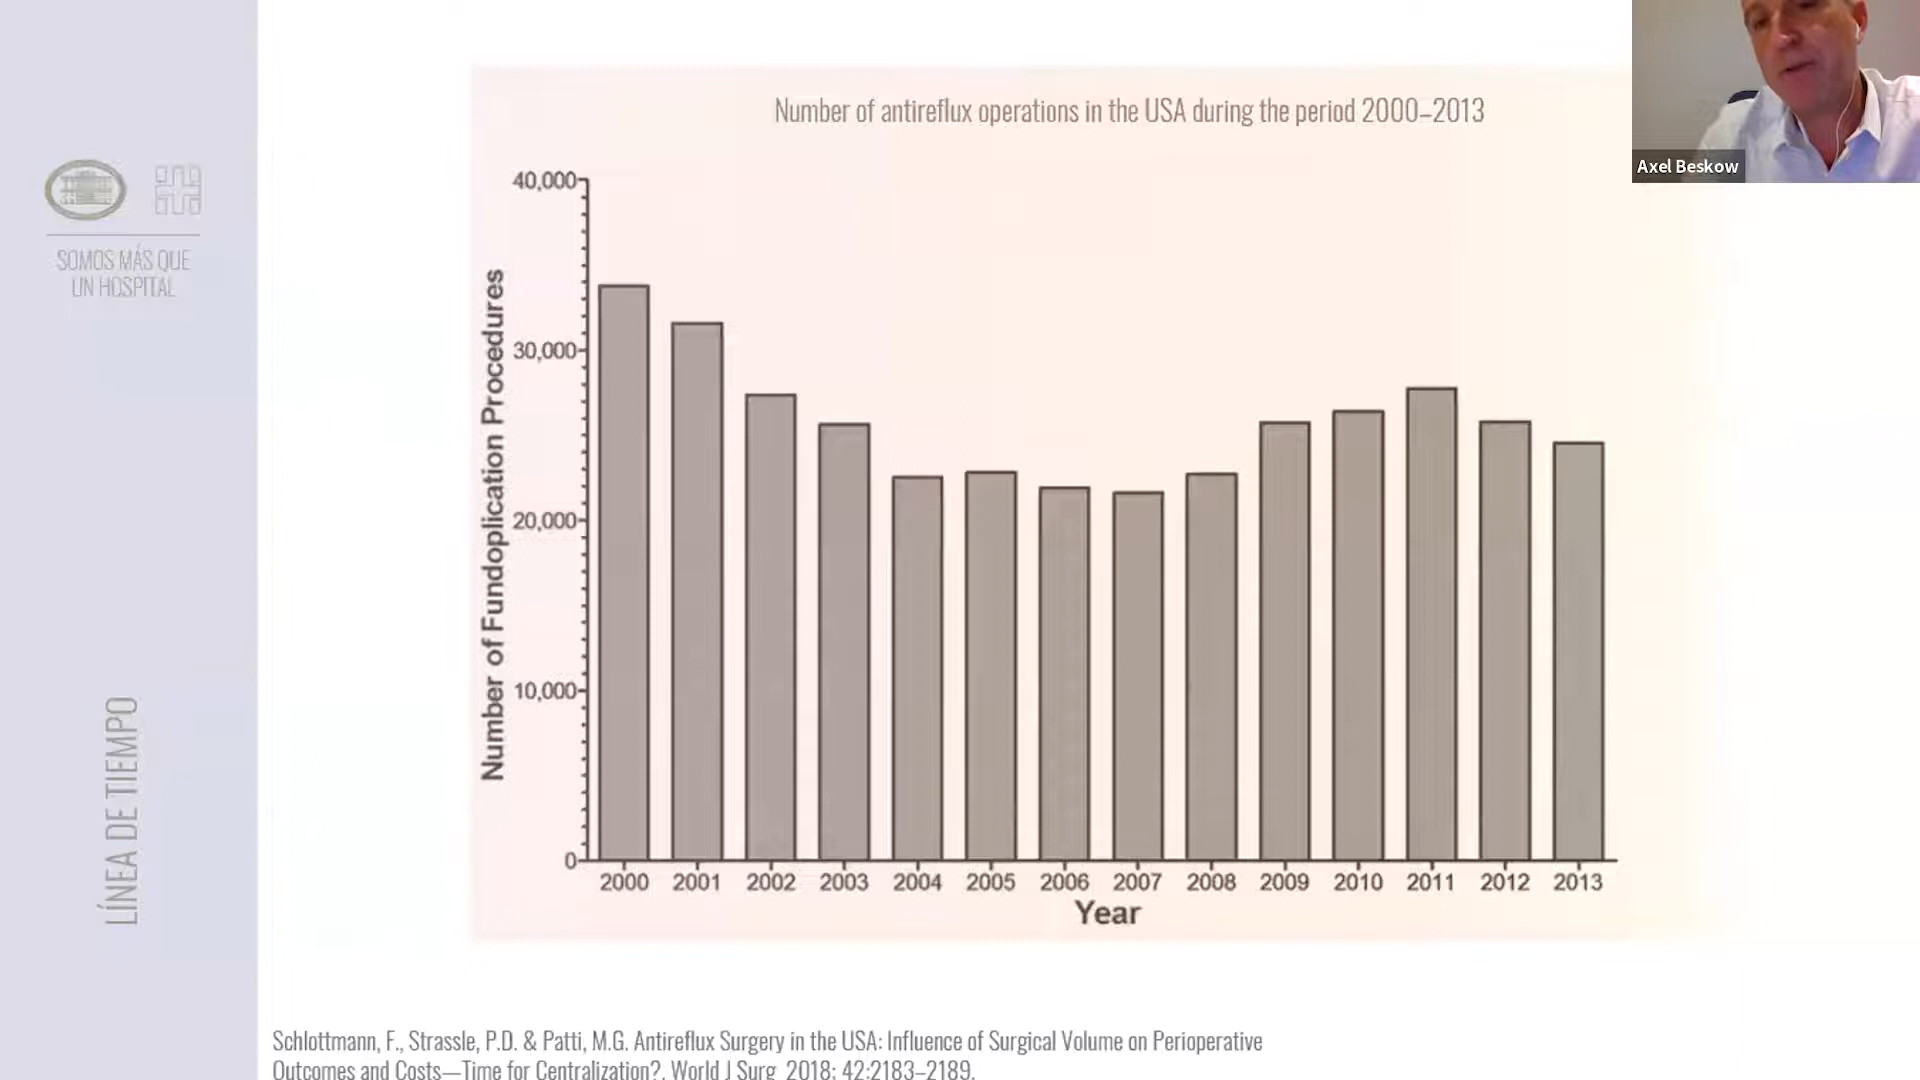 Number of antireflux operations in the USA during the period 2000–2013
Axel Beskow
SOMOS MÁS QUE
UN HOSPITAL
LÍNEA DE TIEMPO
Number of Fundoplication Procedures
40,000
30,000
20,000
10,000
0
2000 2001 2002 2003 2004 2005 2006 2007 2008 2009 2010 2011 2012 2013
Year
Schlottmann, F., Strassle, P.D. & Patti, M.G. Antireflux Surgery in the USA: Influence of Surgical Volume on Perioperative
Outcomes and Costs—Time for Centralization?. World J Surg 2018; 42:2183–2189.